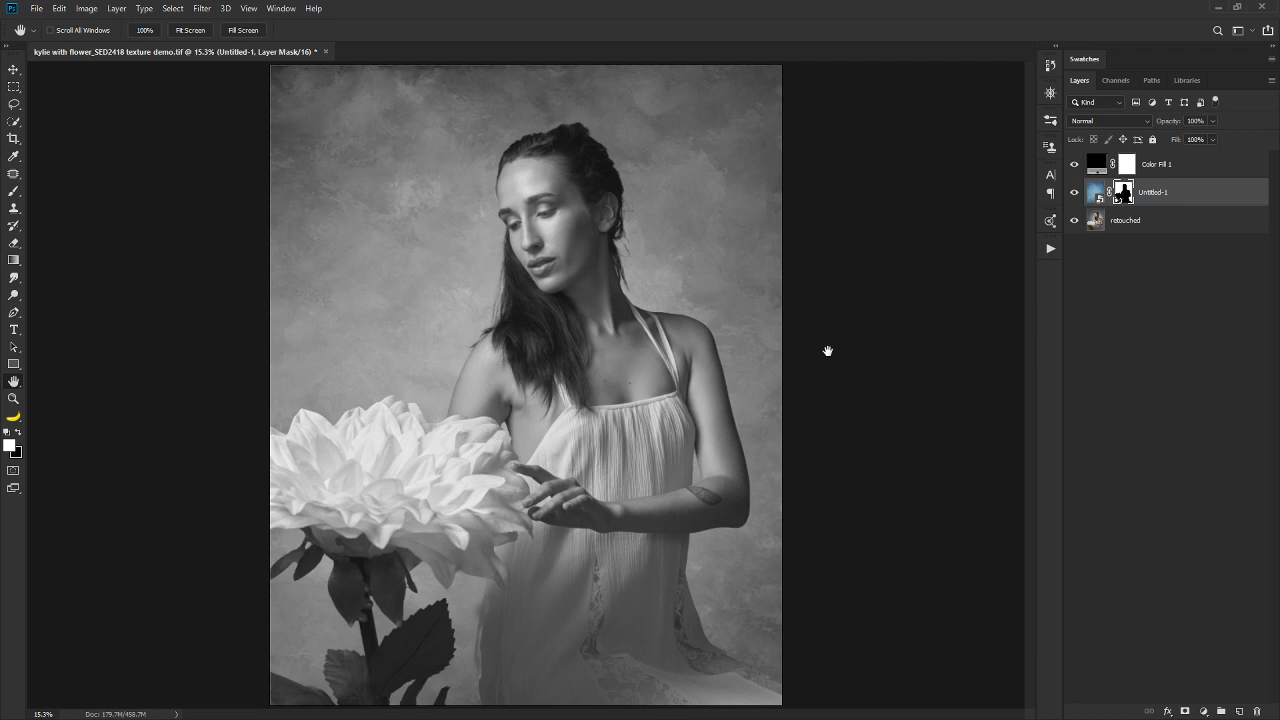 Ps File Edit Image Layer Type Select Filter 3D View Window Help
Scroll All Windows 100% Fit Screen Fill Screen
kylie with flower_SED2418 texture demo.tif @ 15.3% (Untitled-1, Layer Mask/16) * ×
Swatches
Layers Channels Paths Libraries
Kind
Normal Opacity: 100%
Lock: Fill: 100%
Color Fill 1
Untitled-1
retouched
15.3% Doc: 179.7M/458.7M